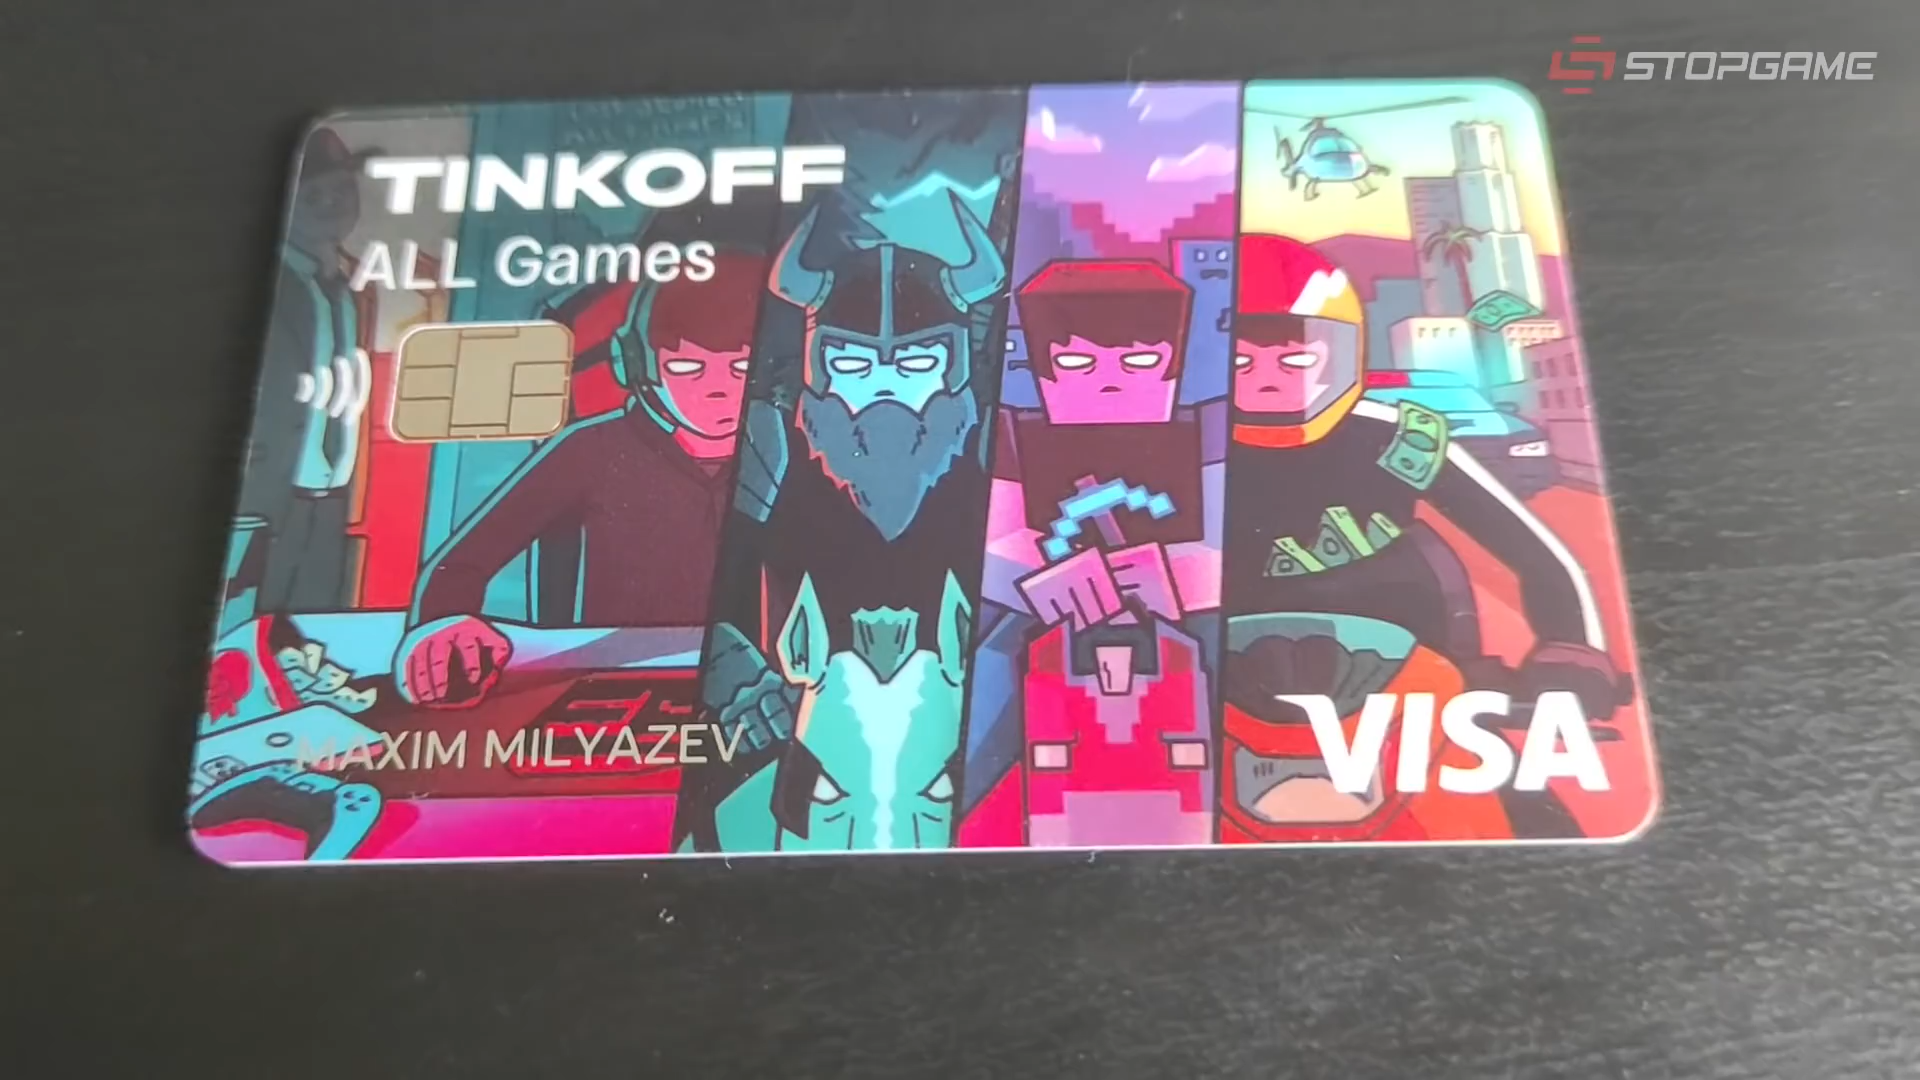 STOPGAME
TINKOFF
ALL Games
MAXIM MILYAZEV
VISA